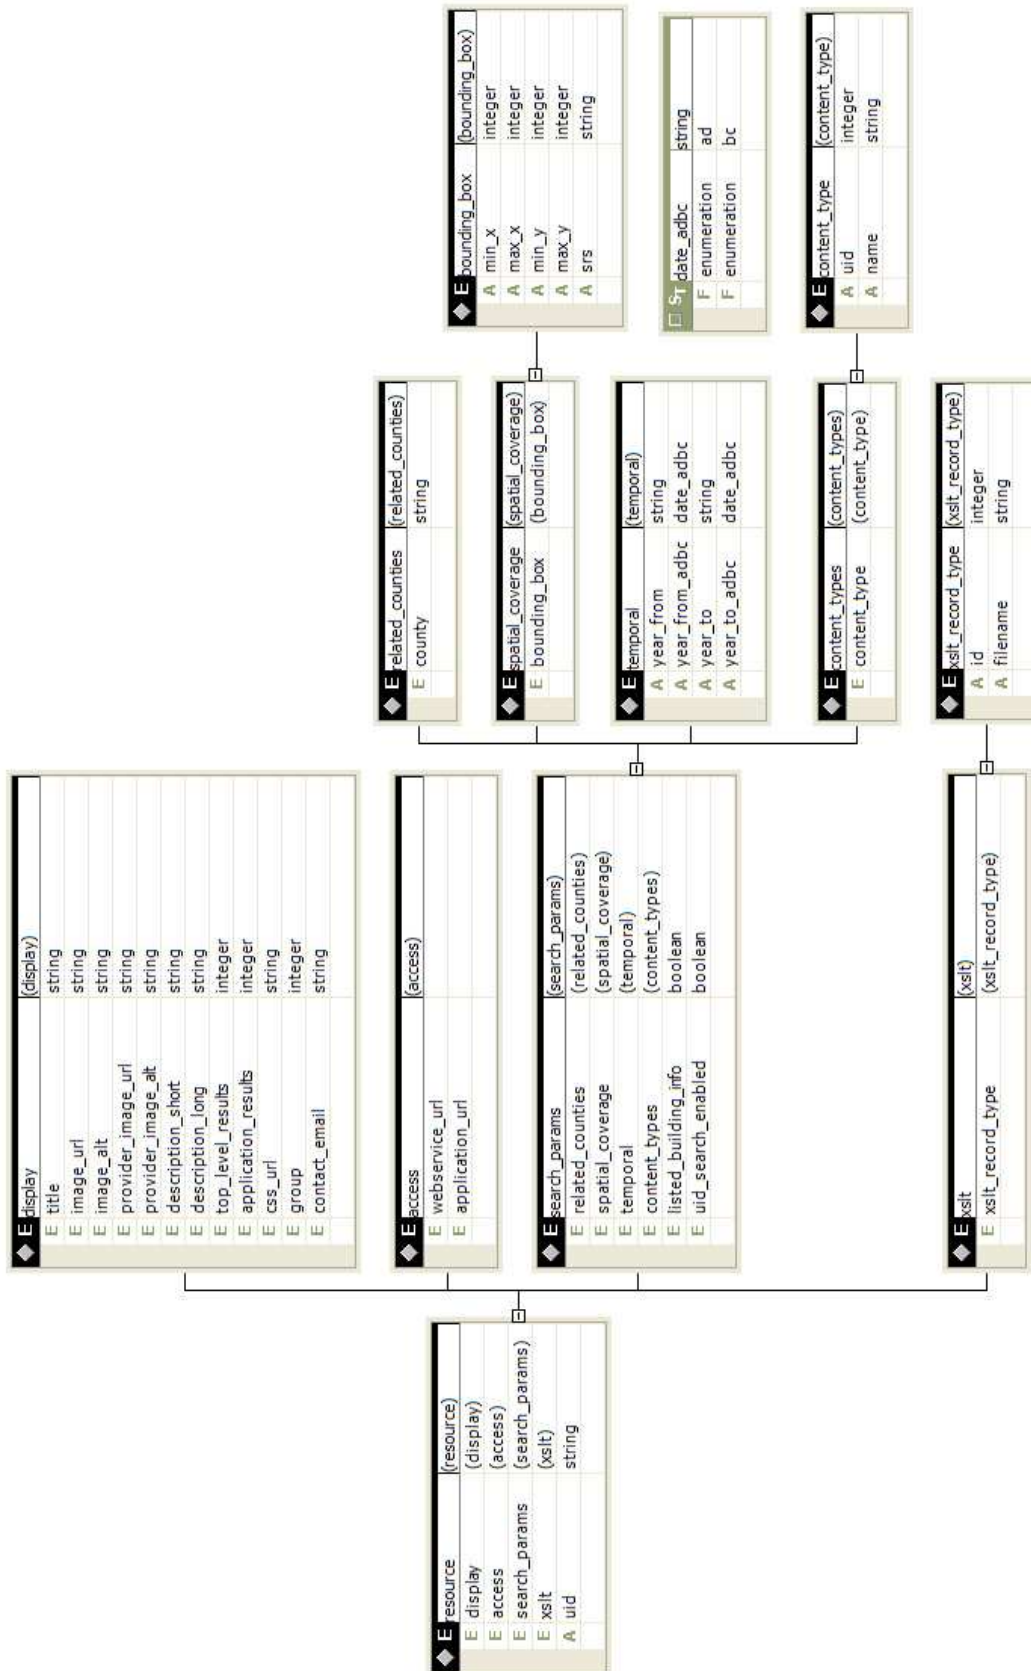 E resource (resource)
E display (display)
E access (access)
E search_params (search_params)
E xslt (xslt)
A uid string
E display (display)
E title string
E image_url string
E image_alt string
E provider_image_url string
E provider_image_alt string
E description_short string
E description_long string
E top_level_results integer
E application_results integer
E css_url string
E group integer
E contact_email string
E access (access)
E webservice_url
E application_url
E search_params (search_params)
E related_counties (related_counties)
E spatial_coverage (spatial_coverage)
E temporal (temporal)
E content_types (content_types)
E listed_building_info boolean
E uid_search_enabled boolean
E xslt (xslt)
E xslt_record_type (xslt_record_type)
E related_counties (related_counties)
E county string
E spatial_coverage (spatial_coverage)
E bounding_box (bounding_box)
E temporal (temporal)
A year_from string
A year_from_adbc date_adbc
A year_to string
A year_to_adbc date_adbc
E content_types (content_types)
E content_type (content_type)
E xslt_record_type (xslt_record_type)
A id integer
A filename string
E bounding_box (bounding_box)
A min_x integer
A max_x integer
A min_y integer
A max_y integer
A srs string
ST date_adbc string
F enumeration ad
F enumeration bc
E content_type (content_type)
A uid integer
A name string